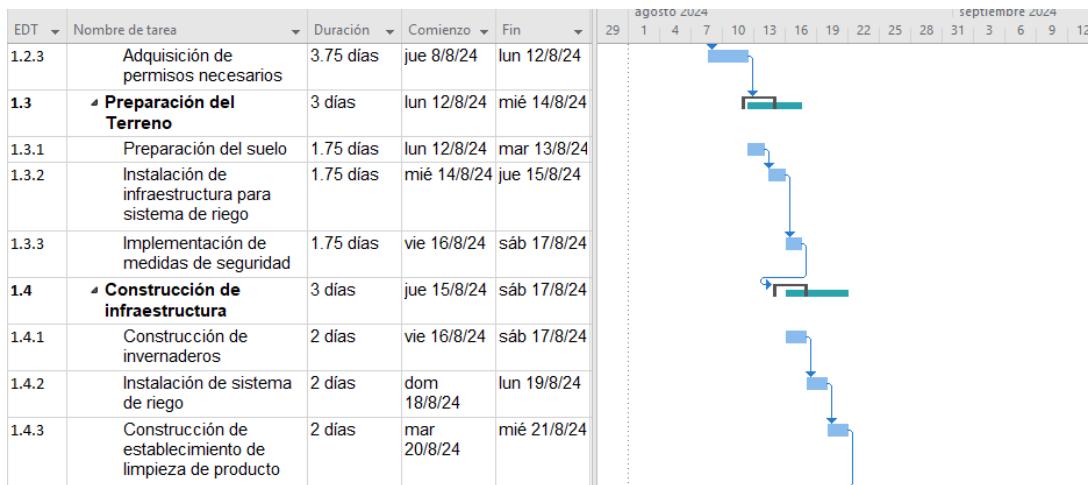 agosto 2024 septiembre 2024
EDT Nombre de tarea Duración Comienzo Fin 29 1 4 7 10 13 16 19 22 25 28 31 3 6 9 12
1.2.3 Adquisición de 3.75 días jue 8/8/24 lun 12/8/24
permisos necesarios
1.3 Preparación del 3 días lun 12/8/24 mié 14/8/24
Terreno
1.3.1 Preparación del suelo 1.75 días lun 12/8/24 mar 13/8/24
1.3.2 Instalación de 1.75 días mié 14/8/24 jue 15/8/24
infraestructura para
sistema de riego
1.3.3 Implementación de 1.75 días vie 16/8/24 sáb 17/8/24
medidas de seguridad
1.4 Construcción de 3 días jue 15/8/24 sáb 17/8/24
infraestructura
1.4.1 Construcción de 2 días vie 16/8/24 sáb 17/8/24
invernaderos
1.4.2 Instalación de sistema 2 días dom lun 19/8/24
de riego 18/8/24
1.4.3 Construcción de 2 días mar mié 21/8/24
establecimiento de 20/8/24
limpieza de producto